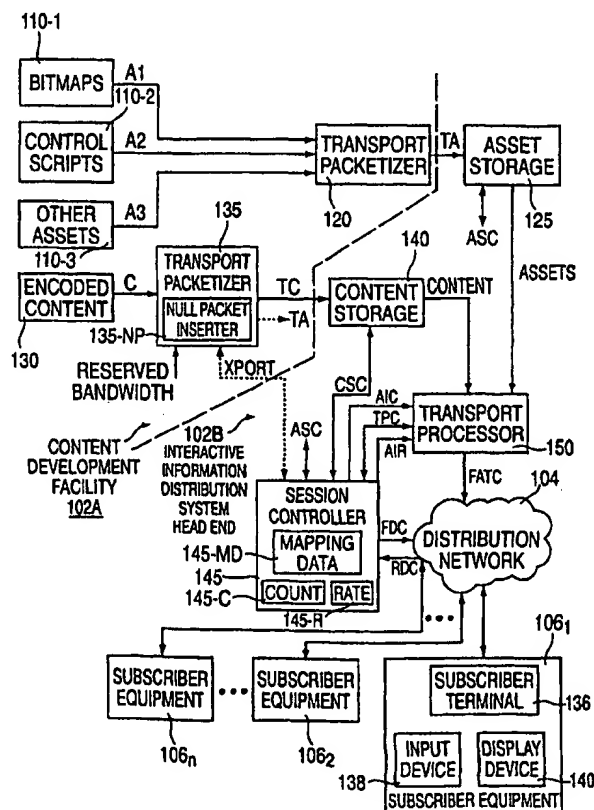 110-1
BITMAPS
A1
110-2
CONTROL
SCRIPTS
A2
TRANSPORT
PACKETIZER
120
TA
ASSET
STORAGE
125
OTHER
ASSETS
A3
110-3
135
140
ASC
ASSETS
ENCODED
CONTENT
130
C
TRANSPORT
PACKETIZER
NULL PACKET
INSERTER
135-NP
TC
TA
CONTENT
STORAGE
CONTENT
RESERVED
BANDWIDTH
XPORT
CSC
AIC
TPC
AIR
TRANSPORT
PROCESSOR
150
CONTENT
DEVELOPMENT
FACILITY
102A
102B
INTERACTIVE
INFORMATION
DISTRIBUTION
SYSTEM
HEAD END
ASC
SESSION
CONTROLLER
145-MD
MAPPING
DATA
145
145-C
COUNT
RATE
145-R
FATC
104
FDC
RDC
DISTRIBUTION
NETWORK
SUBSCRIBER
EQUIPMENT
106n
SUBSCRIBER
EQUIPMENT
1062
1061
SUBSCRIBER
TERMINAL
136
INPUT
DEVICE
138
DISPLAY
DEVICE
140
SUBSCRIBER EQUIPMENT